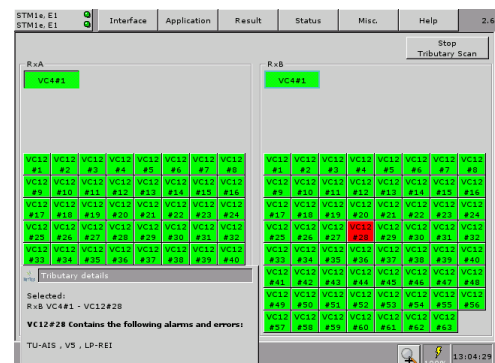 STM1e, E1
STM1e, E1
Interface Application Result Status Misc. Help 2.6
Stop
Tributary Scan
RxA
VC4#1
VC12 VC12 VC12 VC12 VC12 VC12 VC12 VC12
#1 #2 #3 #4 #5 #6 #7 #8
VC12 VC12 VC12 VC12 VC12 VC12 VC12 VC12
#9 #10 #11 #12 #13 #14 #15 #16
VC12 VC12 VC12 VC12 VC12 VC12 VC12 VC12
#17 #18 #19 #20 #21 #22 #23 #24
VC12 VC12 VC12 VC12 VC12 VC12 VC12 VC12
#25 #26 #27 #28 #29 #30 #31 #32
VC12 VC12 VC12 VC12 VC12 VC12 VC12 VC12
#33 #34 #35 #36 #37 #38 #39 #40
Tributary details
Selected:
RxB VC4#1 - VC12#28
VC12#28 Contains the following alarms and errors:
TU-AIS , V5 , LP-REI
RxB
VC4#1
VC12 VC12 VC12 VC12 VC12 VC12 VC12 VC12
#1 #2 #3 #4 #5 #6 #7 #8
VC12 VC12 VC12 VC12 VC12 VC12 VC12 VC12
#9 #10 #11 #12 #13 #14 #15 #16
VC12 VC12 VC12 VC12 VC12 VC12 VC12 VC12
#17 #18 #19 #20 #21 #22 #23 #24
VC12 VC12 VC12 VC12 VC12 VC12 VC12 VC12
#25 #26 #27 #28 #29 #30 #31 #32
VC12 VC12 VC12 VC12 VC12 VC12 VC12 VC12
#33 #34 #35 #36 #37 #38 #39 #40
VC12 VC12 VC12 VC12 VC12 VC12 VC12 VC12
#41 #42 #43 #44 #45 #46 #47 #48
VC12 VC12 VC12 VC12 VC12 VC12 VC12 VC12
#49 #50 #51 #52 #53 #54 #55 #56
VC12 VC12 VC12 VC12 VC12 VC12 VC12
#57 #58 #59 #60 #61 #62 #63
13:04:29